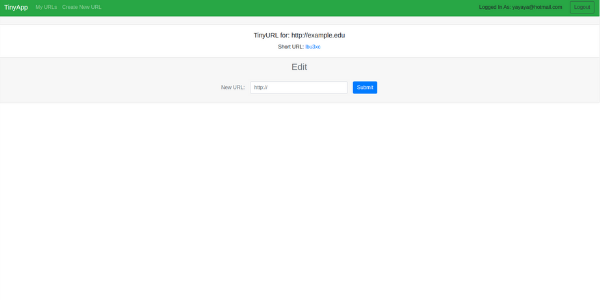 TinyApp My URLs Create New URL Logged In As: yayaya@hotmail.com Logout
TinyURL for: http://example.edu
Short URL:
Edit
New URL: http:// Submit